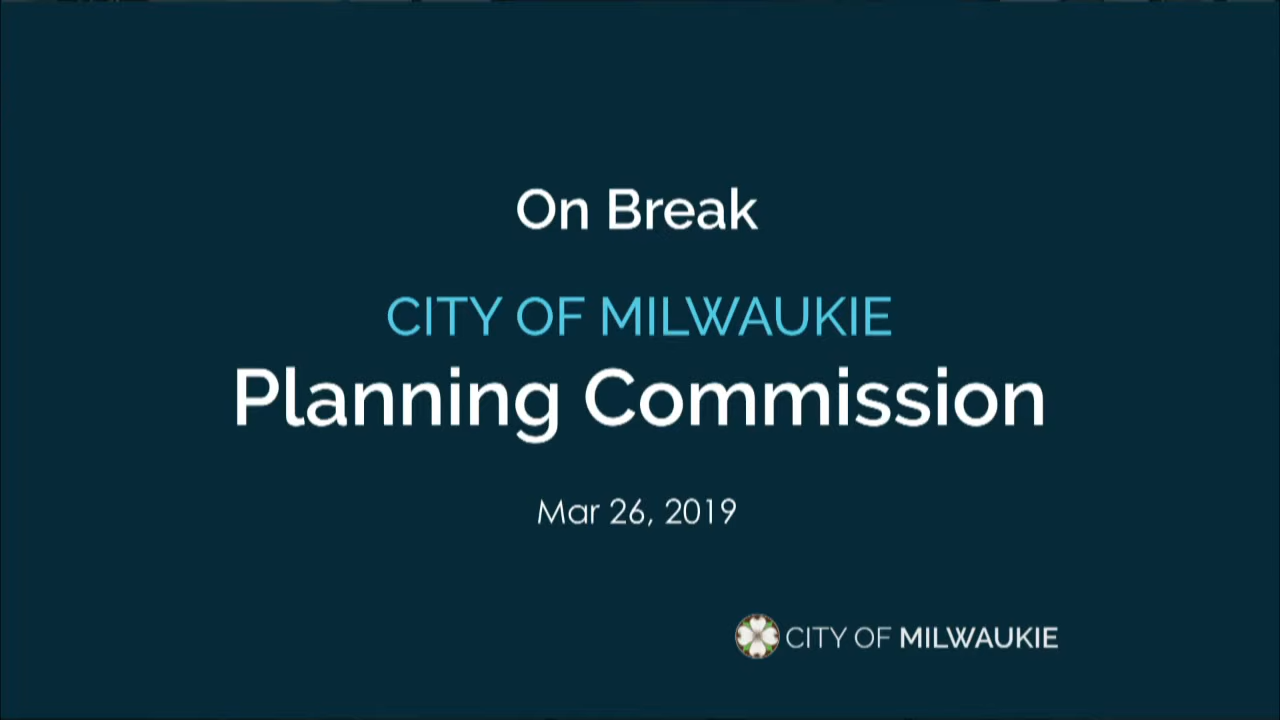 On Break
CITY OF MILWAUKIE
Planning Commission
Mar 26, 2019
CITY OF MILWAUKIE